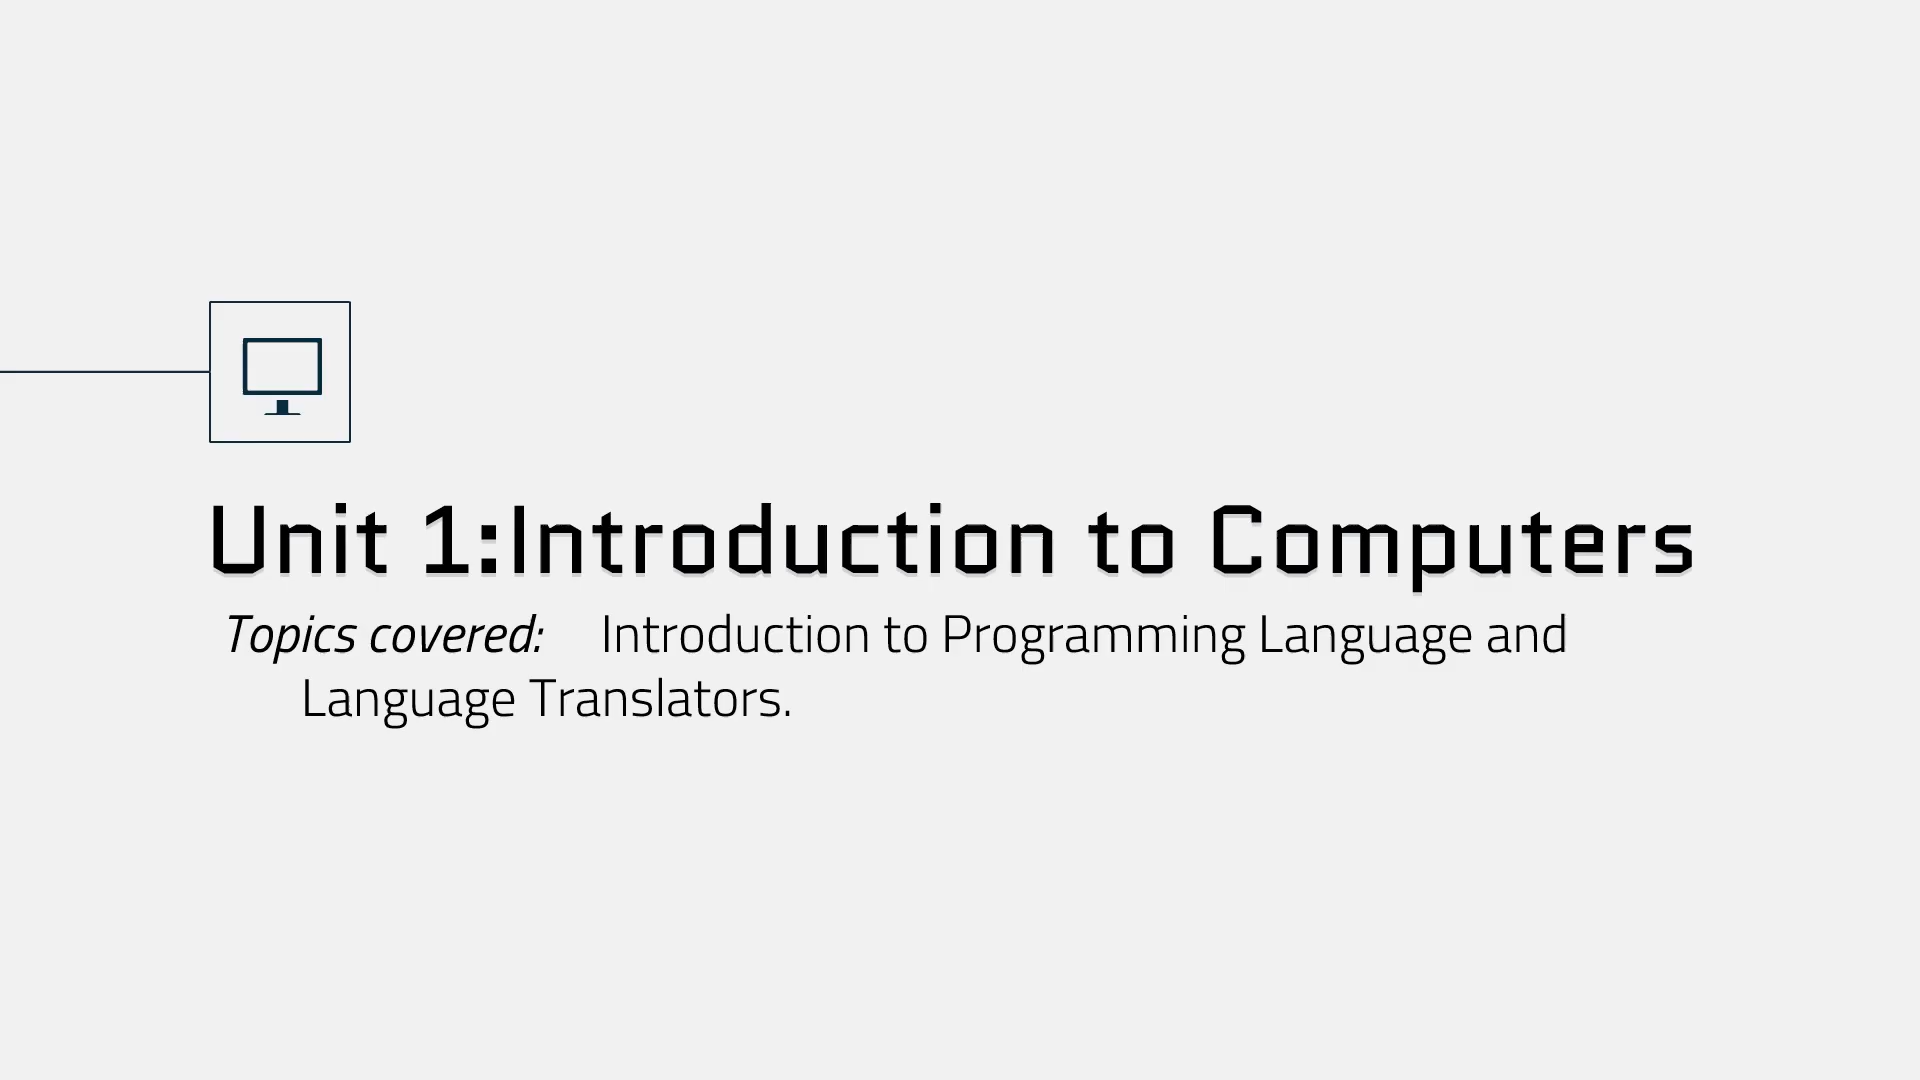 Unit 1:Introduction to Computers
Topics covered: Introduction to Programming Language and
Language Translators.